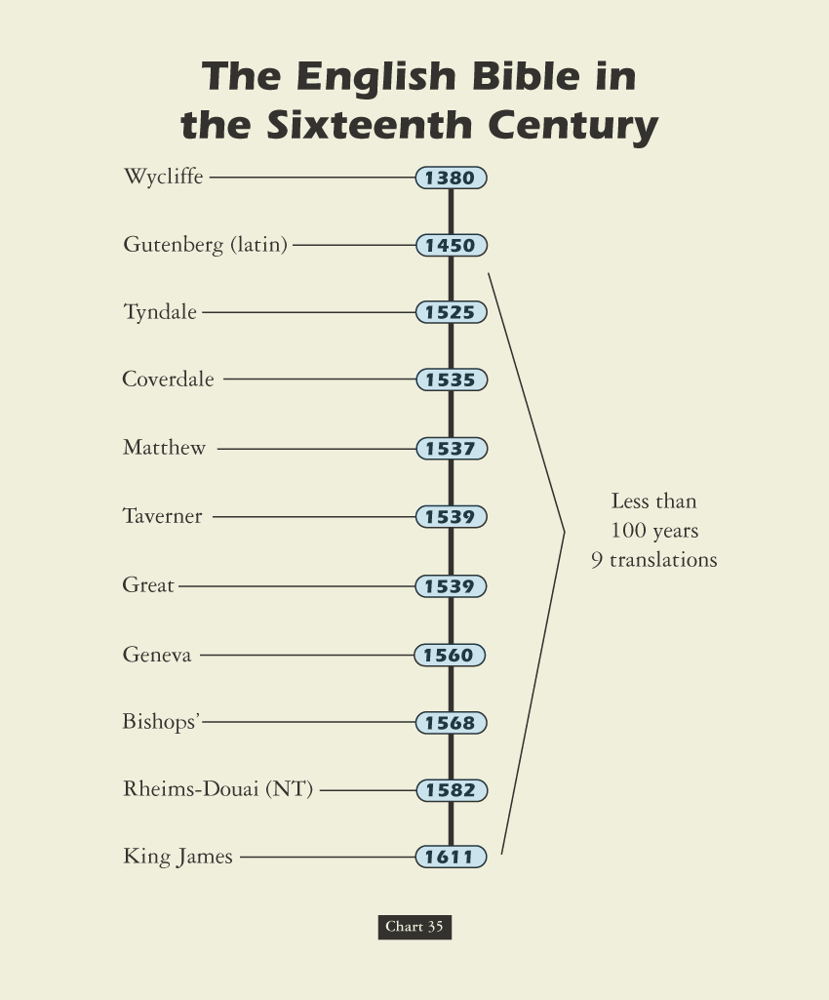 The English Bible in
the Sixteenth Century
Wycliffe 1380
Gutenberg (latin) 1450
Tyndale 1525
Coverdale 1535
Matthew 1537
Taverner 1539
Great 1539
Geneva 1560
Bishops’ 1568
Rheims-Douai (NT) 1582
King James 1611
Less than
100 years
9 translations
Chart 35